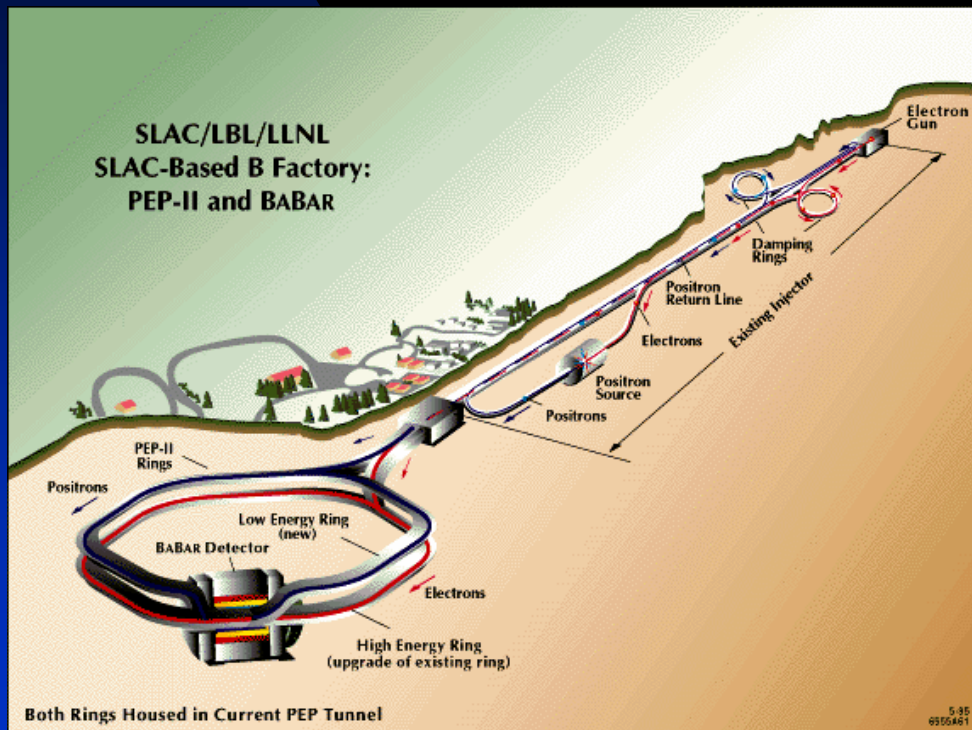 SLAC/LBL/LLNL
SLAC-Based B Factory:
PEP-II and BABAR
Electron
Gun
Damping
Rings
Positron
Return Line
Existing Injector
Electrons
Positron
Source
Positrons
PEP-II
Rings
Positrons
Low Energy Ring
(new)
BABAR Detector
Electrons
High Energy Ring
(upgrade of existing ring)
Both Rings Housed in Current PEP Tunnel
5-95
6955A61